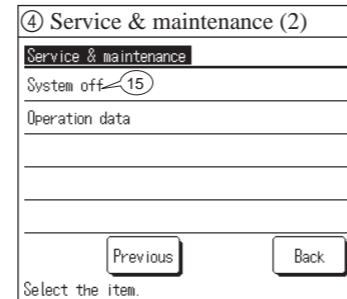 ④ Service & maintenance (2)
Service & maintenance
System off 15
Operation data
Previous Back
Select the item.